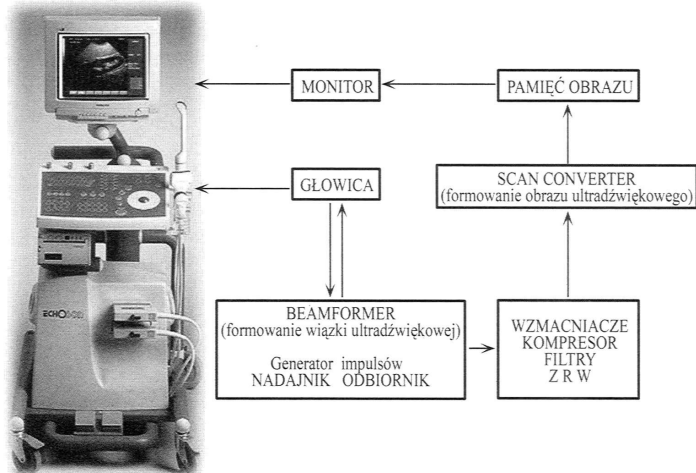 MONITOR
PAMIĘĆ OBRAZU
GŁOWICA
SCAN CONVERTER
(formowanie obrazu ultradźwiękowego)
BEAMFORMER
(formowanie wiązki ultradźwiękowej)
Generator impulsów
NADAJNIK ODBIORNIK
WZMACNIACZE
KOMPRESOR
FILTRY
Z R W